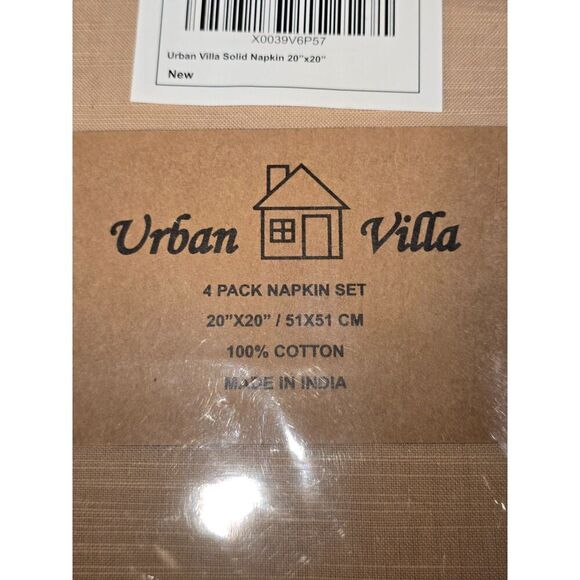 X0039V6P57
Urban Villa Solid Napkin 20"x20"
New
Urban Villa
4 PACK NAPKIN SET
20"X20" / 51X51 CM
100% COTTON
MADE IN INDIA